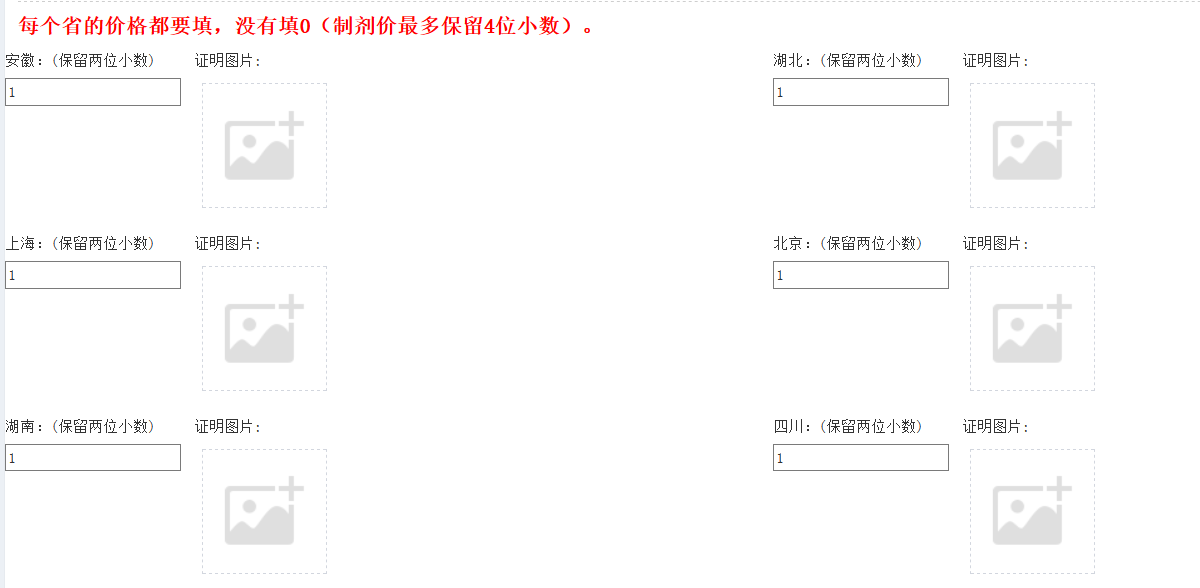 每个省的价格都要填，没有填0（制剂价最多保留4位小数）。
安徽：(保留两位小数) 证明图片: 湖北：(保留两位小数) 证明图片:
1 1
上海：(保留两位小数) 证明图片: 北京：(保留两位小数) 证明图片:
1 1
湖南：(保留两位小数) 证明图片: 四川：(保留两位小数) 证明图片:
1 1